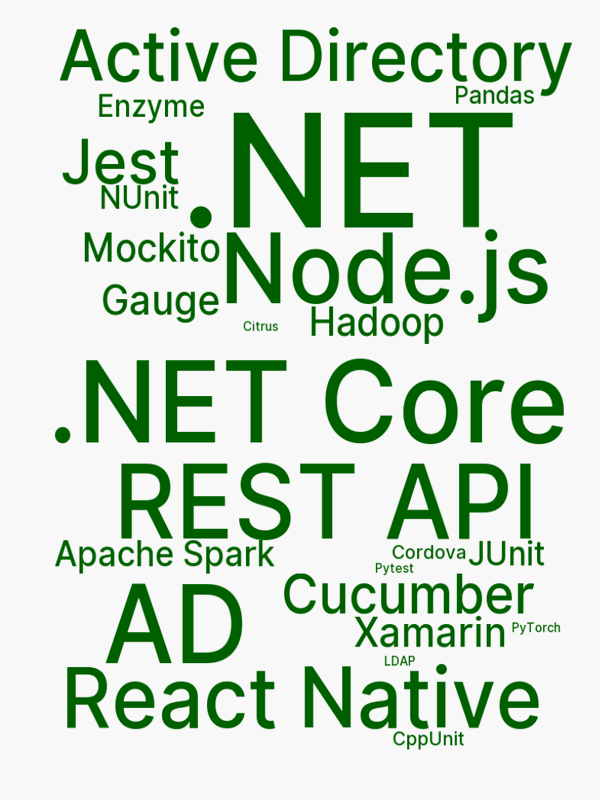 Active Directory
Pandas
Enzyme
.NET
Jest
NUnit
Mockito
Node.js
Gauge
Citrus
Hadoop
.NET Core
REST API
Apache Spark
Cordova
JUnit
Pytest
AD
Cucumber
Xamarin
PyTorch
LDAP
React Native
CppUnit